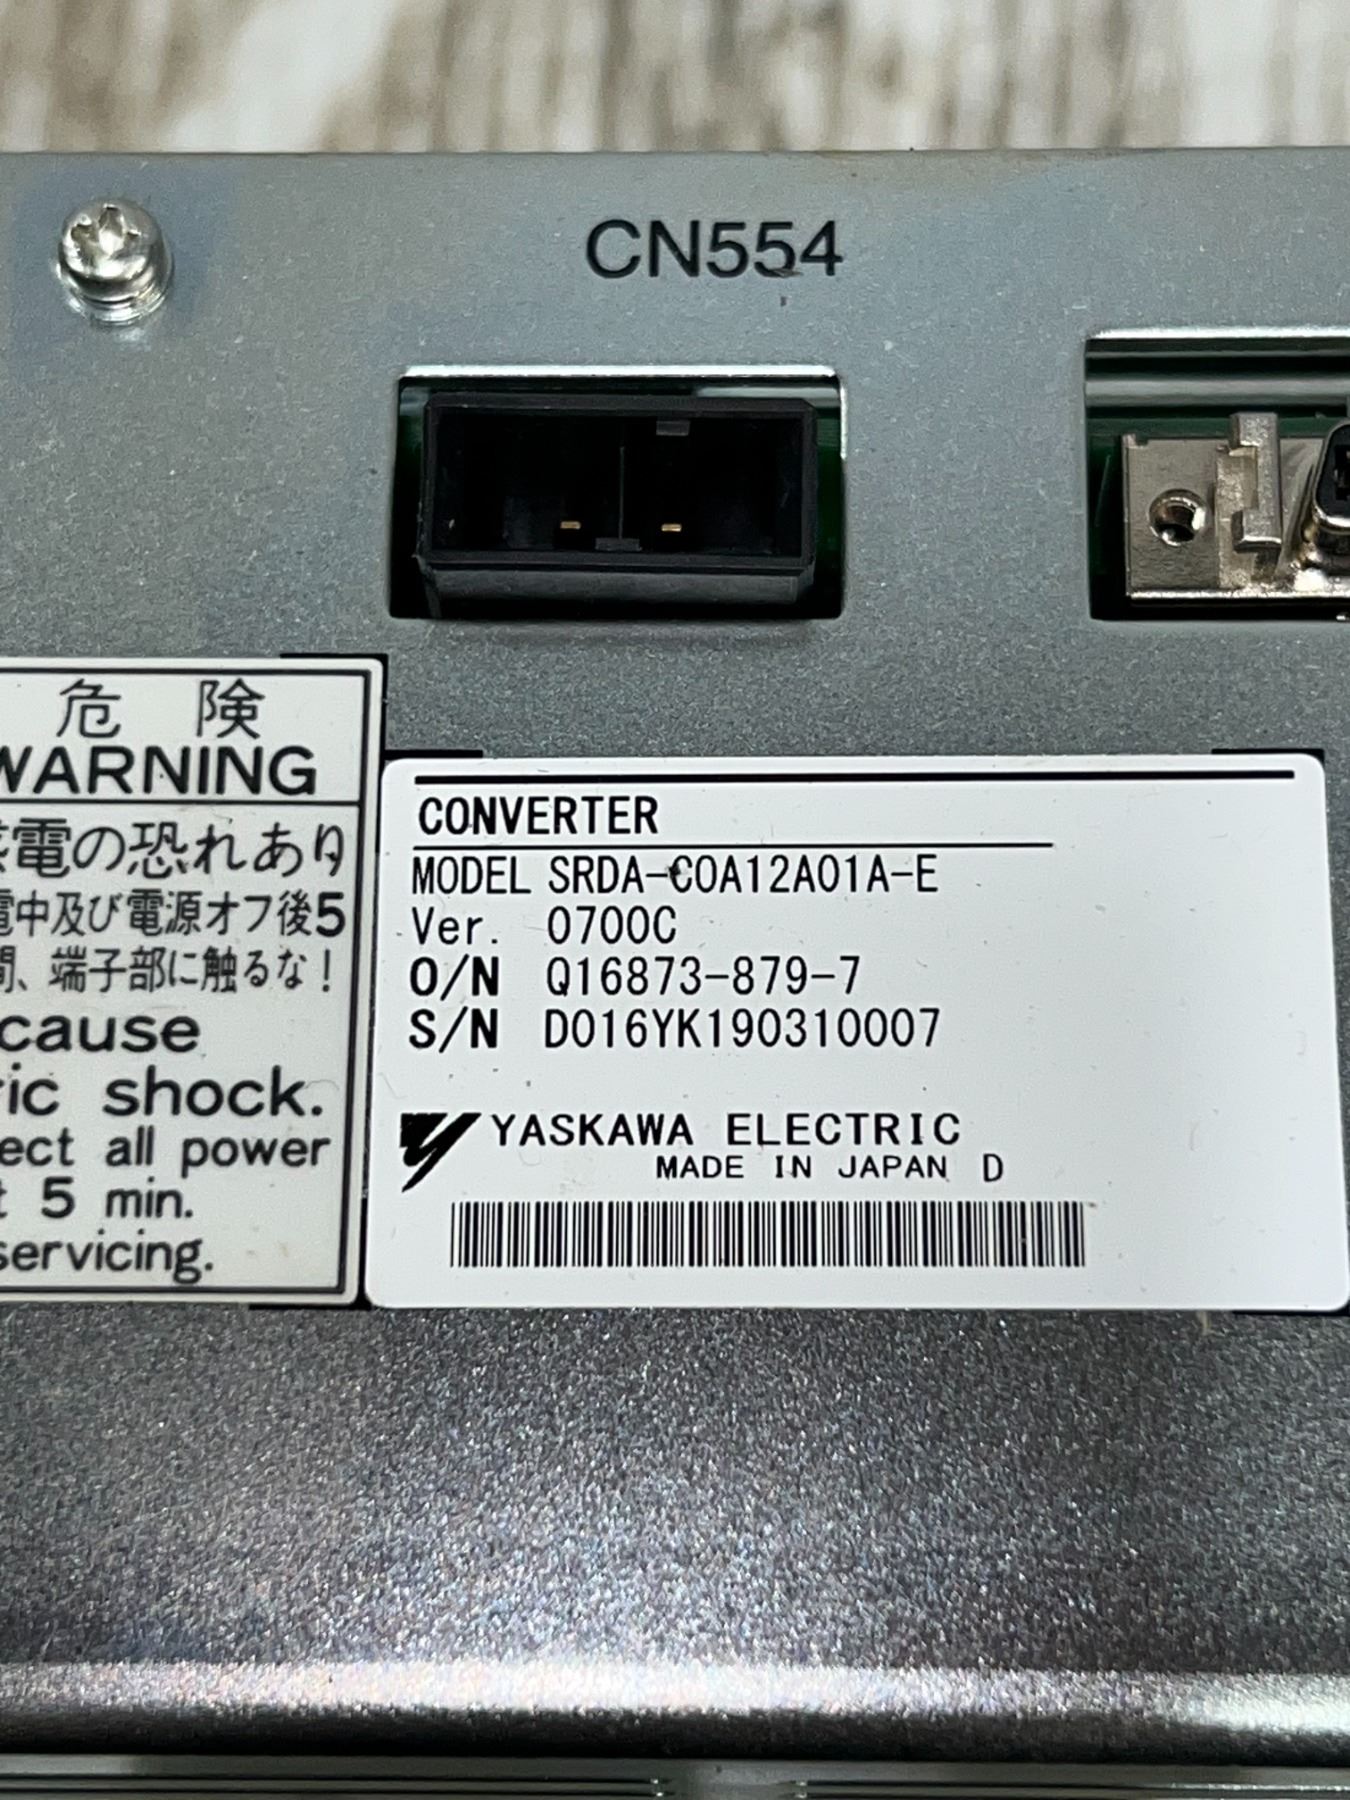 CN554
危 険
WARNING
電の恐れあり
電中及び電源オフ後5
間、端子部に触るな!
cause
ric shock.
ect all power
t 5 min.
servicing.
CONVERTER
MODEL SRDA-COA12A01A-E
Ver. 0700C
O/N Q16873-879-7
S/N D016YK190310007
YASKAWA ELECTRIC
MADE IN JAPAN D